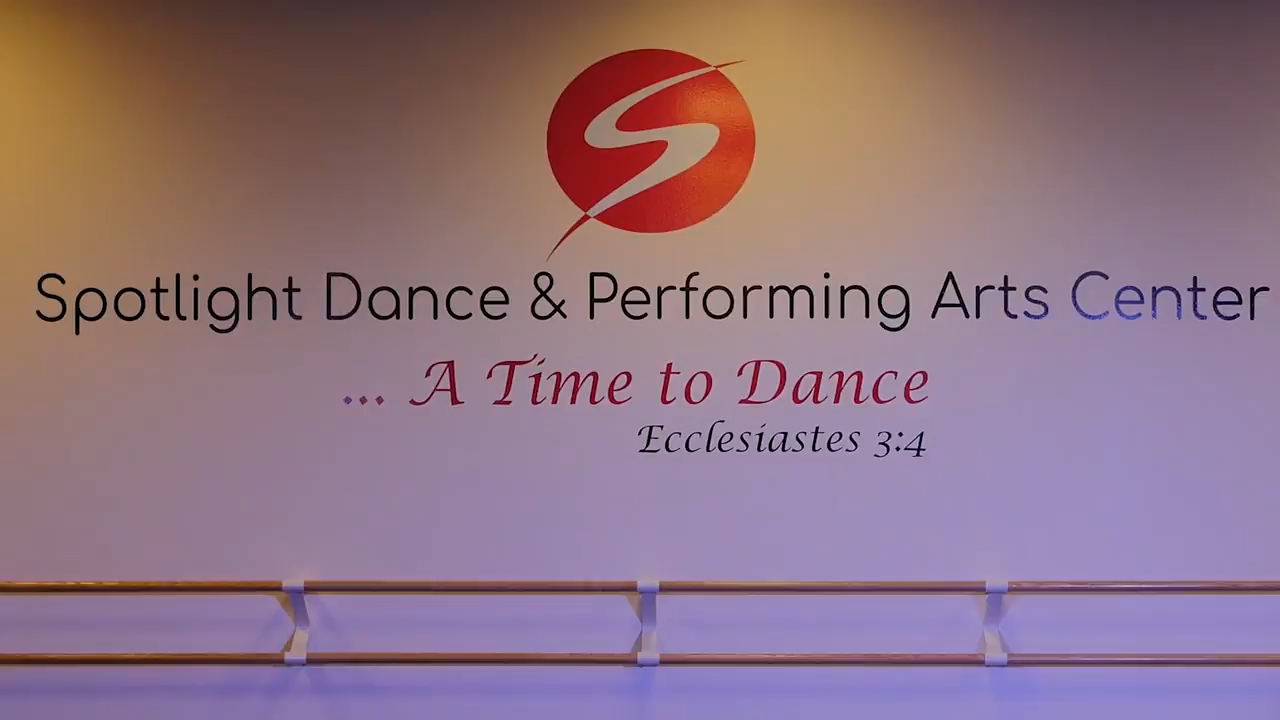 S
Spotlight Dance & Performing Arts Center
... A Time to Dance
Ecclesiastes 3:4